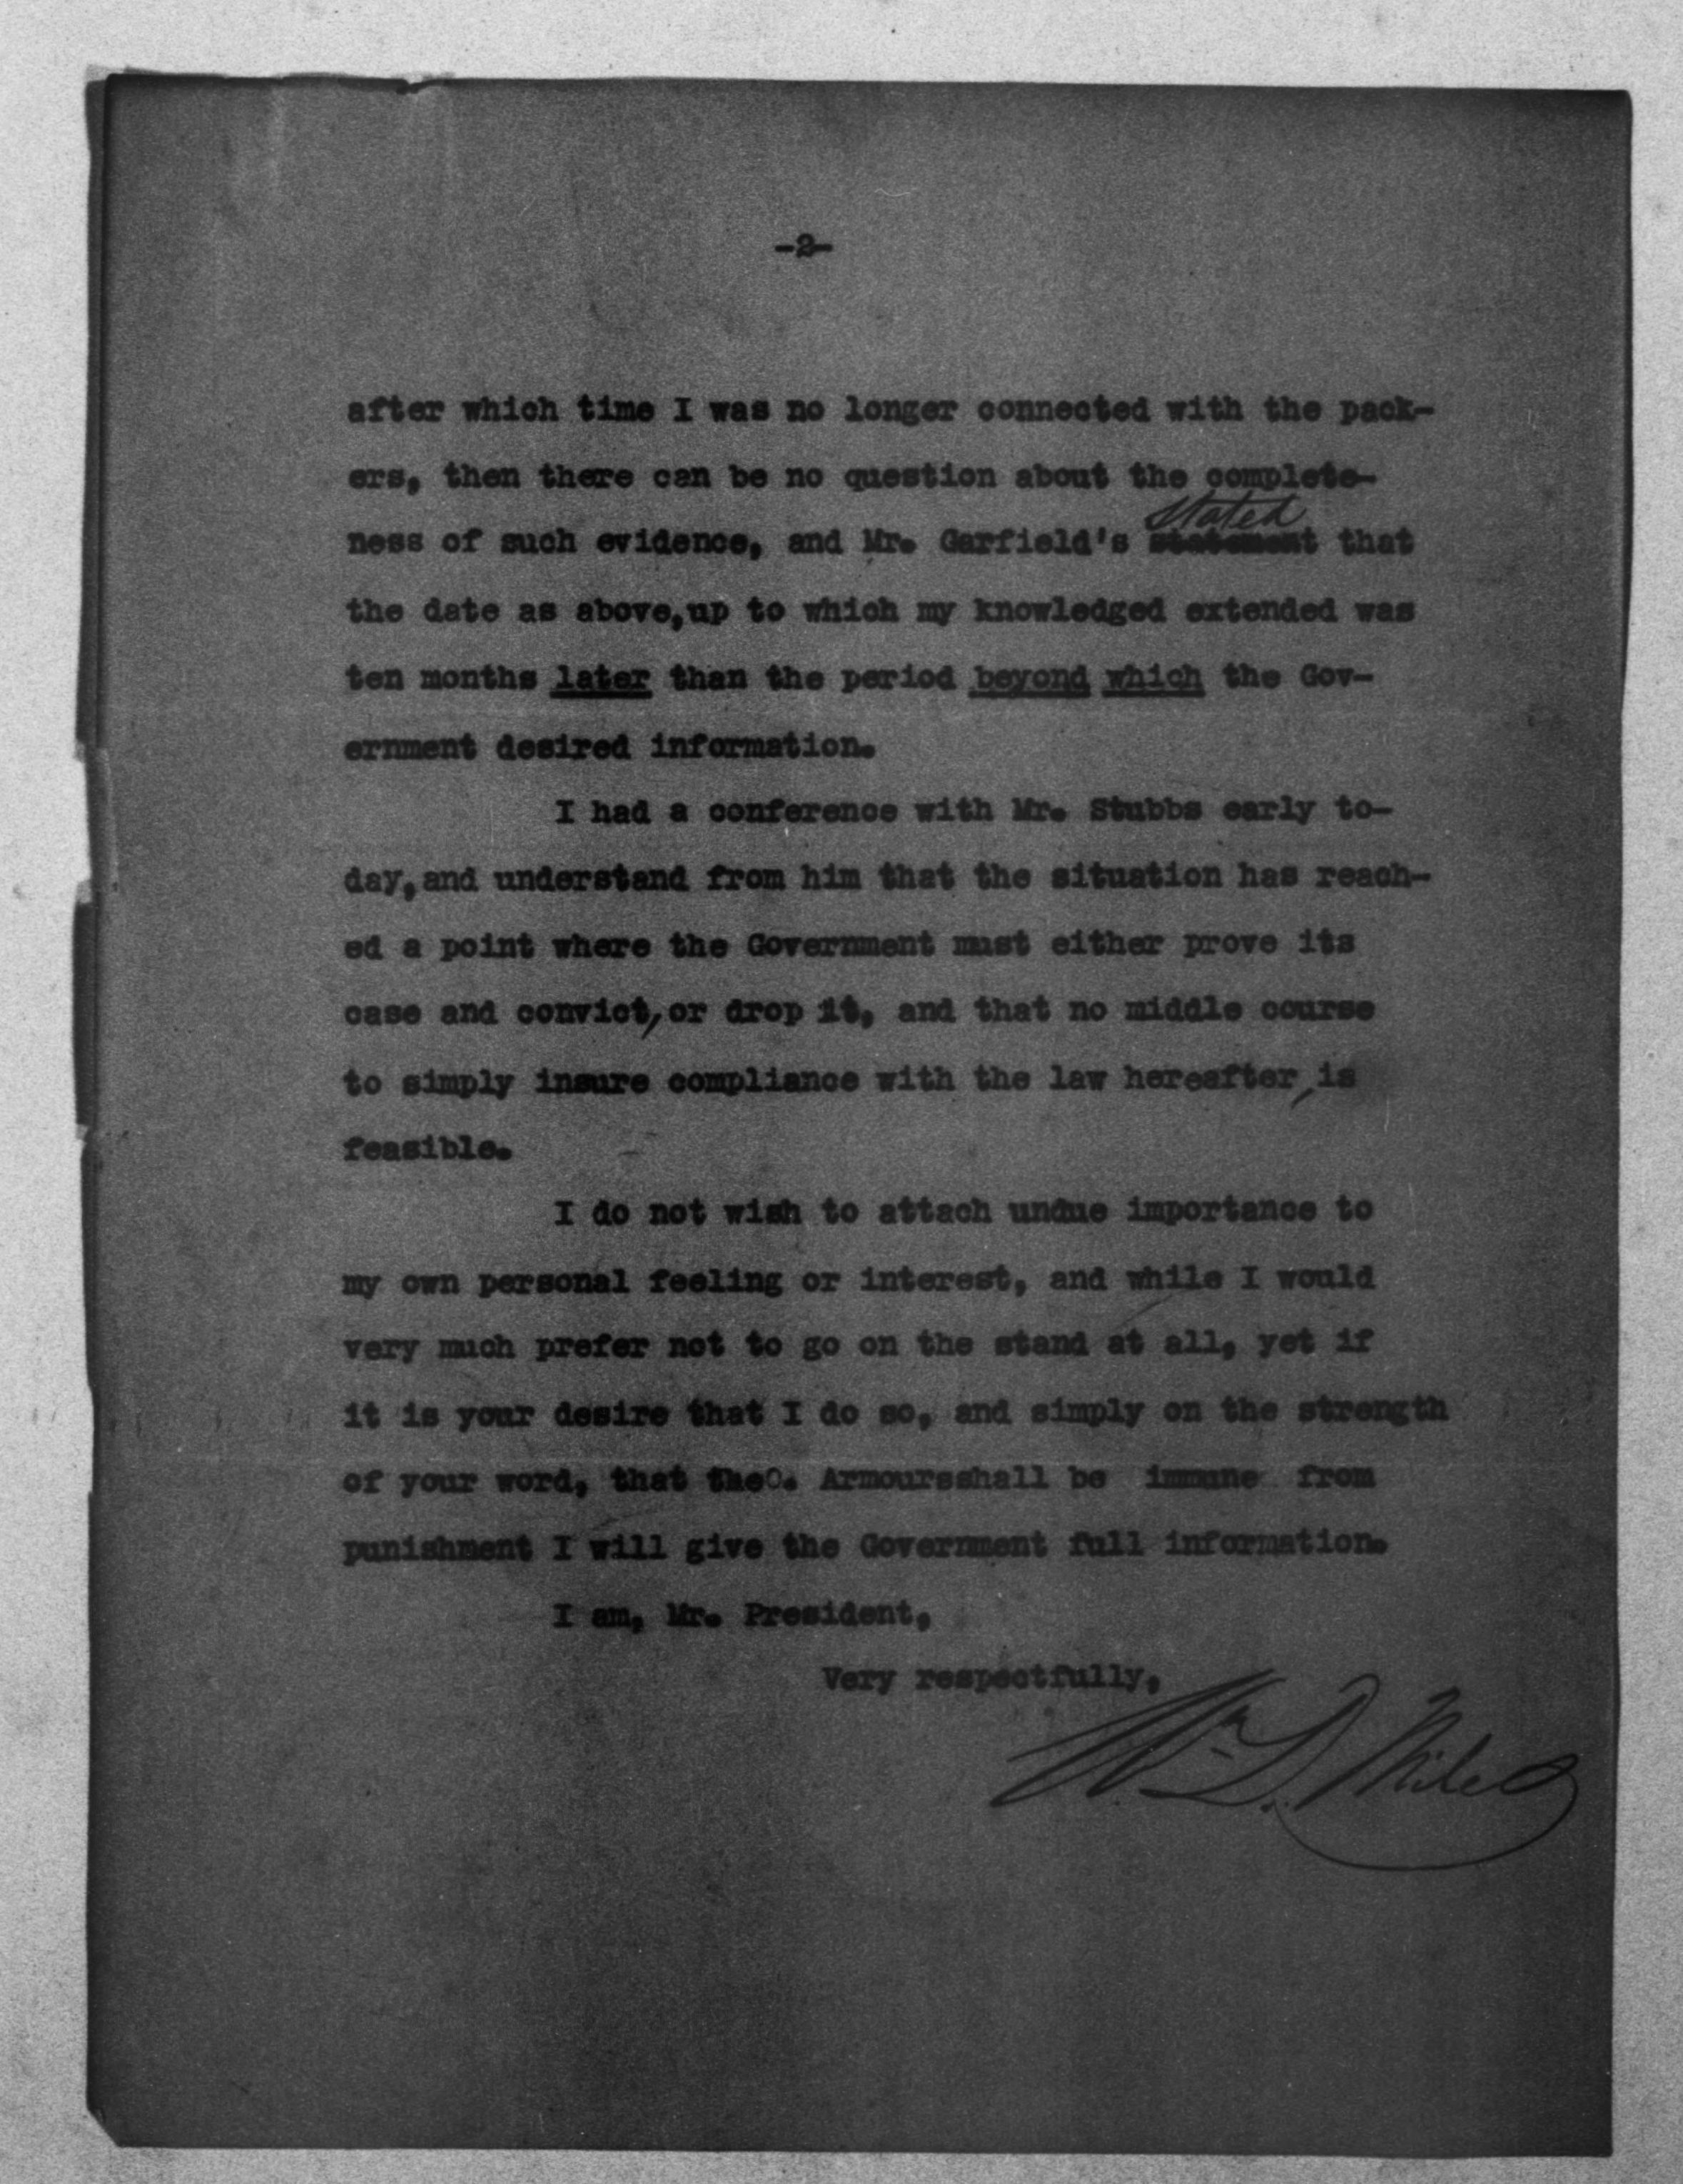 -2-
after which time I was no longer connected with the pack-
ers, then there can be no question about the complete-
stated
ness of such evidence, and Mr. Garfield's statement that
the date as above,up to which my knowledged extended was
ten months later than the period beyond which the Gov-
ernment desired information.
I had a conference with Mr. Stubbs early to-
day,and understand from him that the situation has reach-
ed a point where the Government must either prove its
case and convict,or drop it, and that no middle course
to simply insure compliance with the law hereafter, is
feasible.
I do not wish to attach undue importance to
my own personal feeling or interest, and while I would
very much prefer not to go on the stand at all, yet if
it is your desire that I do so, and simply on the strength
of your word, that theO. Armoursshall be immune from
punishment I will give the Government full information.
I am, Mr. President,
Very respectfully,
Wm D. Miles